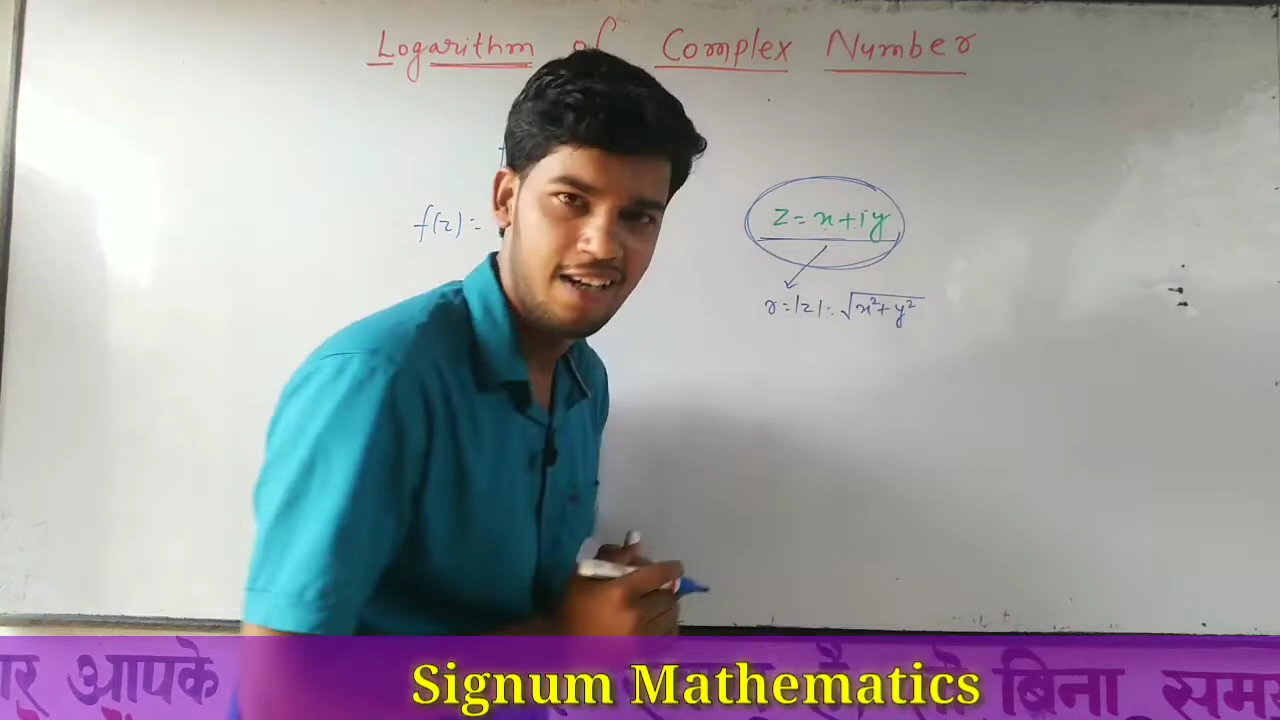 Logarithm of Complex Number
z = x + iy
f(z) =
r = |z| = √x²+y²
आपके
बिना
Signum Mathematics